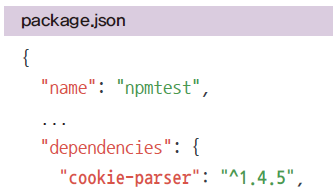 package.json
{
"name": "npmtest",
...
"dependencies": {
"cookie-parser": "^1.4.5",